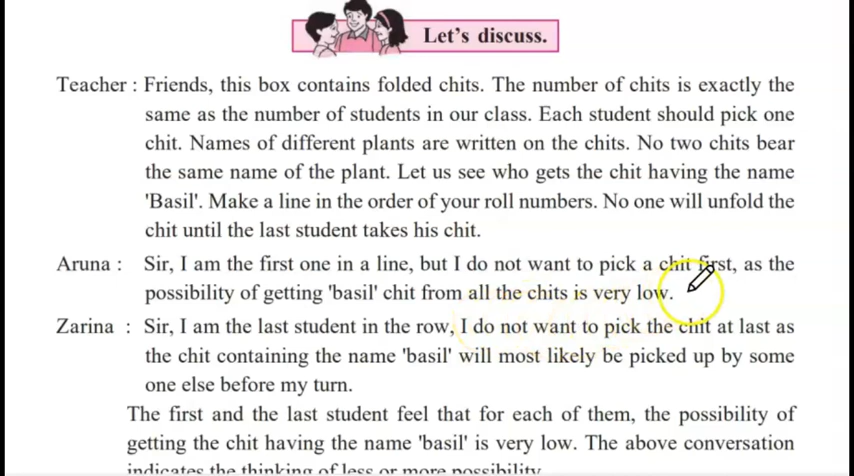 Let's discuss.
Teacher : Friends, this box contains folded chits. The number of chits is exactly the
same as the number of students in our class. Each student should pick one
chit. Names of different plants are written on the chits. No two chits bear
the same name of the plant. Let us see who gets the chit having the name
'Basil'. Make a line in the order of your roll numbers. No one will unfold the
chit until the last student takes his chit.
Aruna : Sir, I am the first one in a line, but I do not want to pick a chit first, as the
possibility of getting 'basil' chit from all the chits is very low.
Zarina : Sir, I am the last student in the row, I do not want to pick the chit at last as
the chit containing the name 'basil' will most likely be picked up by some
one else before my turn.
The first and the last student feel that for each of them, the possibility of
getting the chit having the name 'basil' is very low. The above conversation
indicates the thinking of less or more possibility.